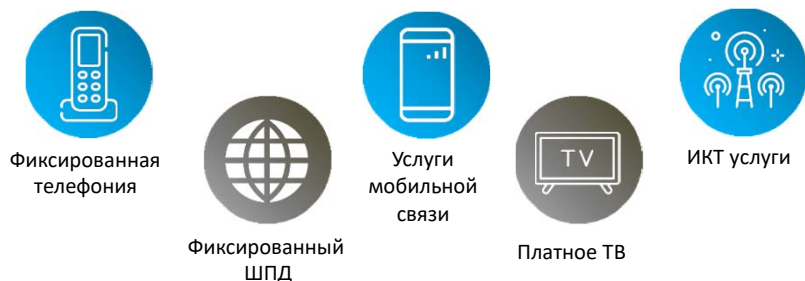 Фиксированная
телефония
Фиксированный
ШПД
Услуги
мобильной
связи
TV
Платное ТВ
ИКТ услуги